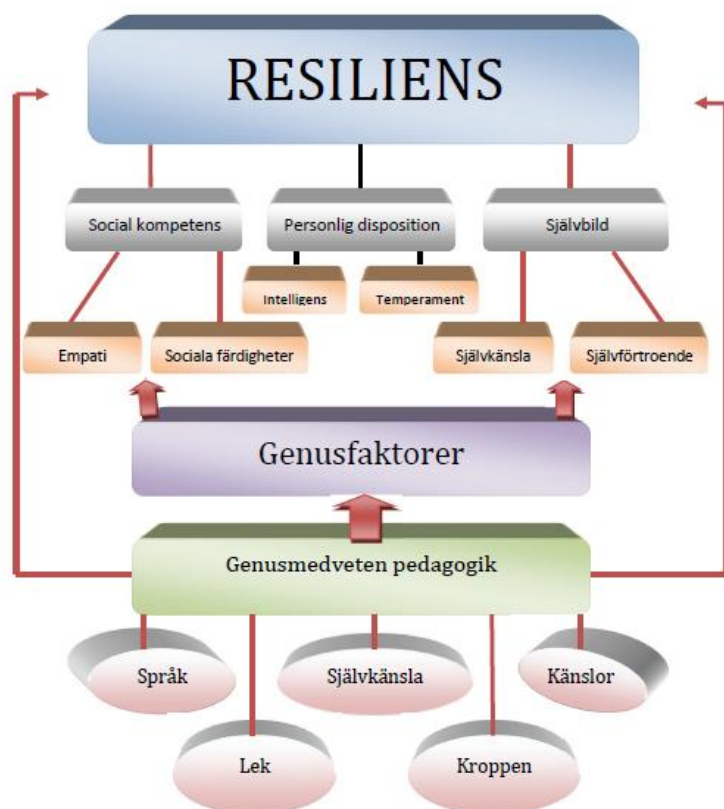 RESILIENS
Social kompetens
Personlig disposition
Självbild
Intelligens
Temperament
Empati
Sociala färdigheter
Självkänsla
Självförtroende
Genusfaktorer
Genusmedveten pedagogik
Språk
Självkänsla
Känslor
Lek
Kroppen